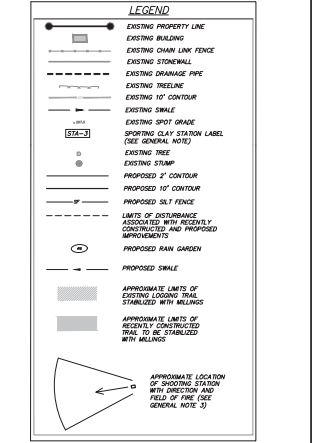 LEGEND
EXISTING PROPERTY LINE
EXISTING BUILDING
EXISTING CHAIN LINK FENCE
EXISTING STONEWALL
EXISTING DRAINAGE PIPE
EXISTING TREELINE
EXISTING 10' CONTOUR
EXISTING SWALE
EXISTING SPOT GRADE
STA-3
SPORTING CLAY STATION LABEL
(SEE GENERAL NOTE)
EXISTING TREE
EXISTING STUMP
PROPOSED 2' CONTOUR
PROPOSED 10' CONTOUR
SF
PROPOSED SILT FENCE
LIMITS OF DISTURBANCE
ASSOCIATED WITH RECENTLY
CONSTRUCTED AND PROPOSED
IMPROVEMENTS
PROPOSED RAIN GARDEN
PROPOSED SWALE
APPROXIMATE LIMITS OF
EXISTING LOGGING TRAIL
STABILIZED WITH MILLINGS
APPROXIMATE LIMITS OF
RECENTLY CONSTRUCTED
TRAIL TO BE STABILIZED
WITH MILLINGS
APPROXIMATE LOCATION
OF SHOOTING STATION
WITH DIRECTION AND
FIELD OF FIRE (SEE
GENERAL NOTE 3)